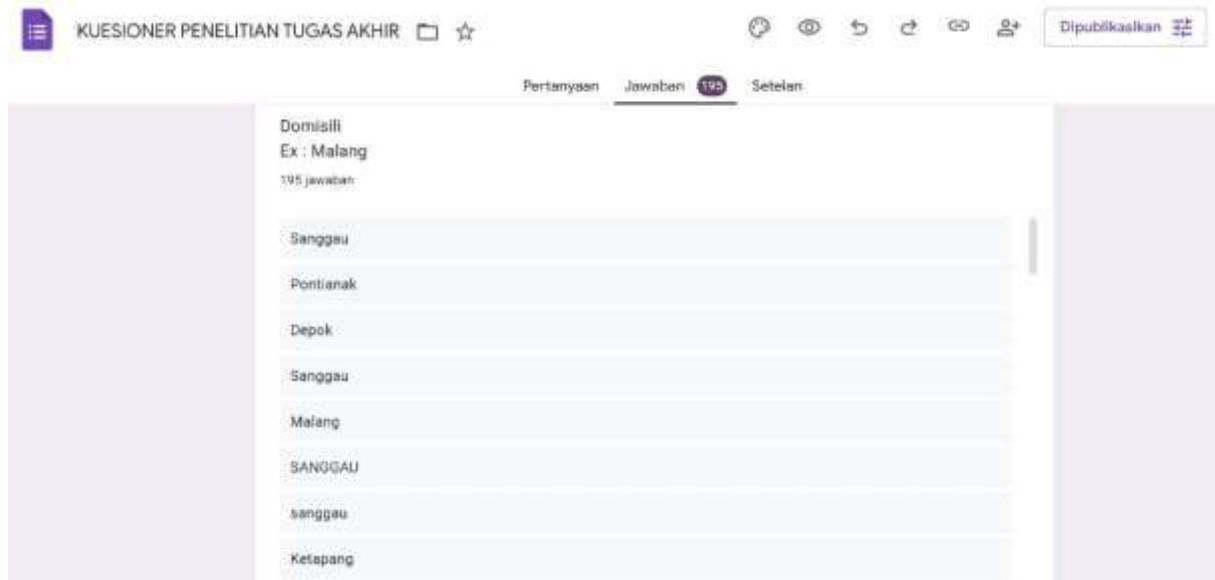 KUESIONER PENELITIAN TUGAS AKHIR
Dipublikasikan
Pertanyaan Jawaban 195 Setelan
Domisili
Ex : Malang
195 jawaban
Sanggau
Pontianak
Depok
Sanggau
Malang
SANGGAU
sanggau
Ketapang